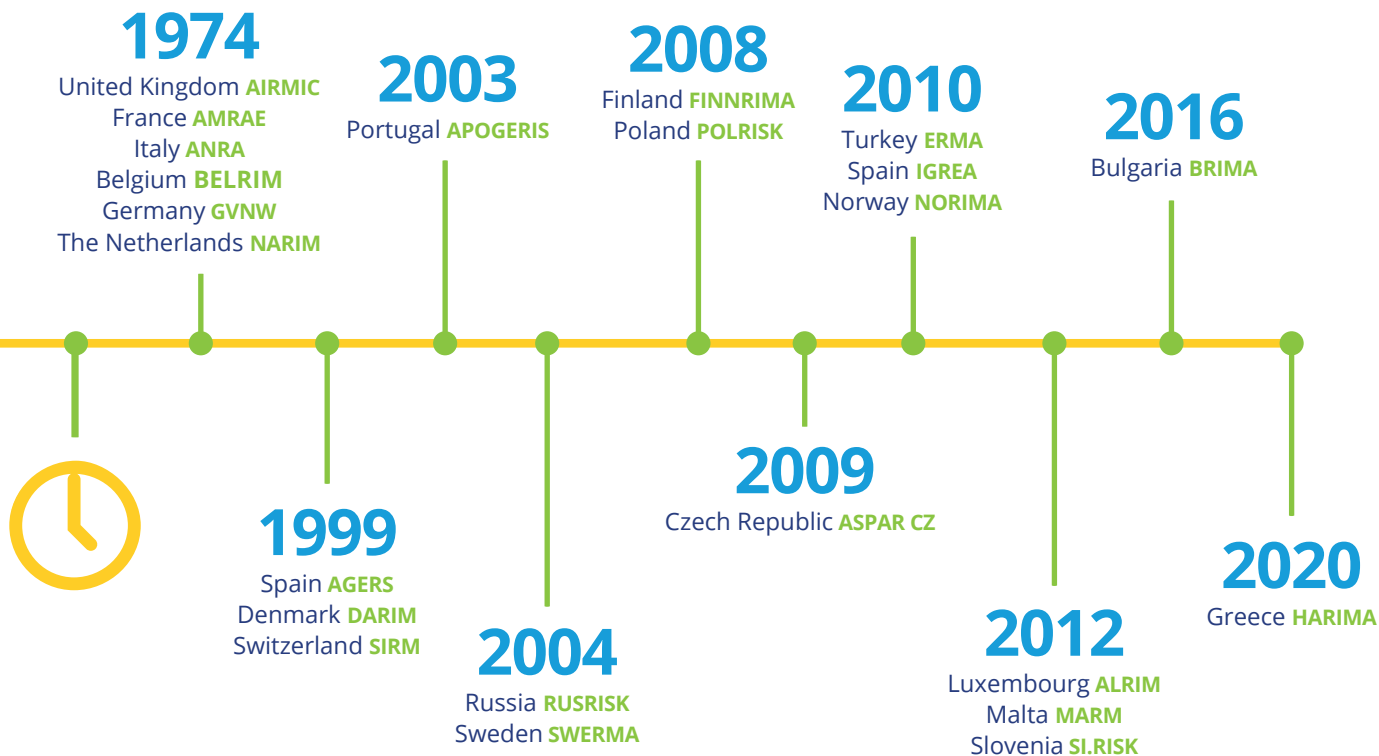 1974
United Kingdom AIRMIC
France AMRAE
Italy ANRA
Belgium BELRIM
Germany GVNW
The Netherlands NARIM
1999
Spain AGERS
Denmark DARIM
Switzerland SIRM
2003
Portugal APOGERIS
2004
Russia RUSRISK
Sweden SWERMA
2008
Finland FINNRIMA
Poland POLRISK
2009
Czech Republic ASPAR CZ
2010
Turkey ERMA
Spain IGREA
Norway NORIMA
2012
Luxembourg ALRIM
Malta MARM
Slovenia SI.RISK
2016
Bulgaria BRIMA
2020
Greece HARIMA